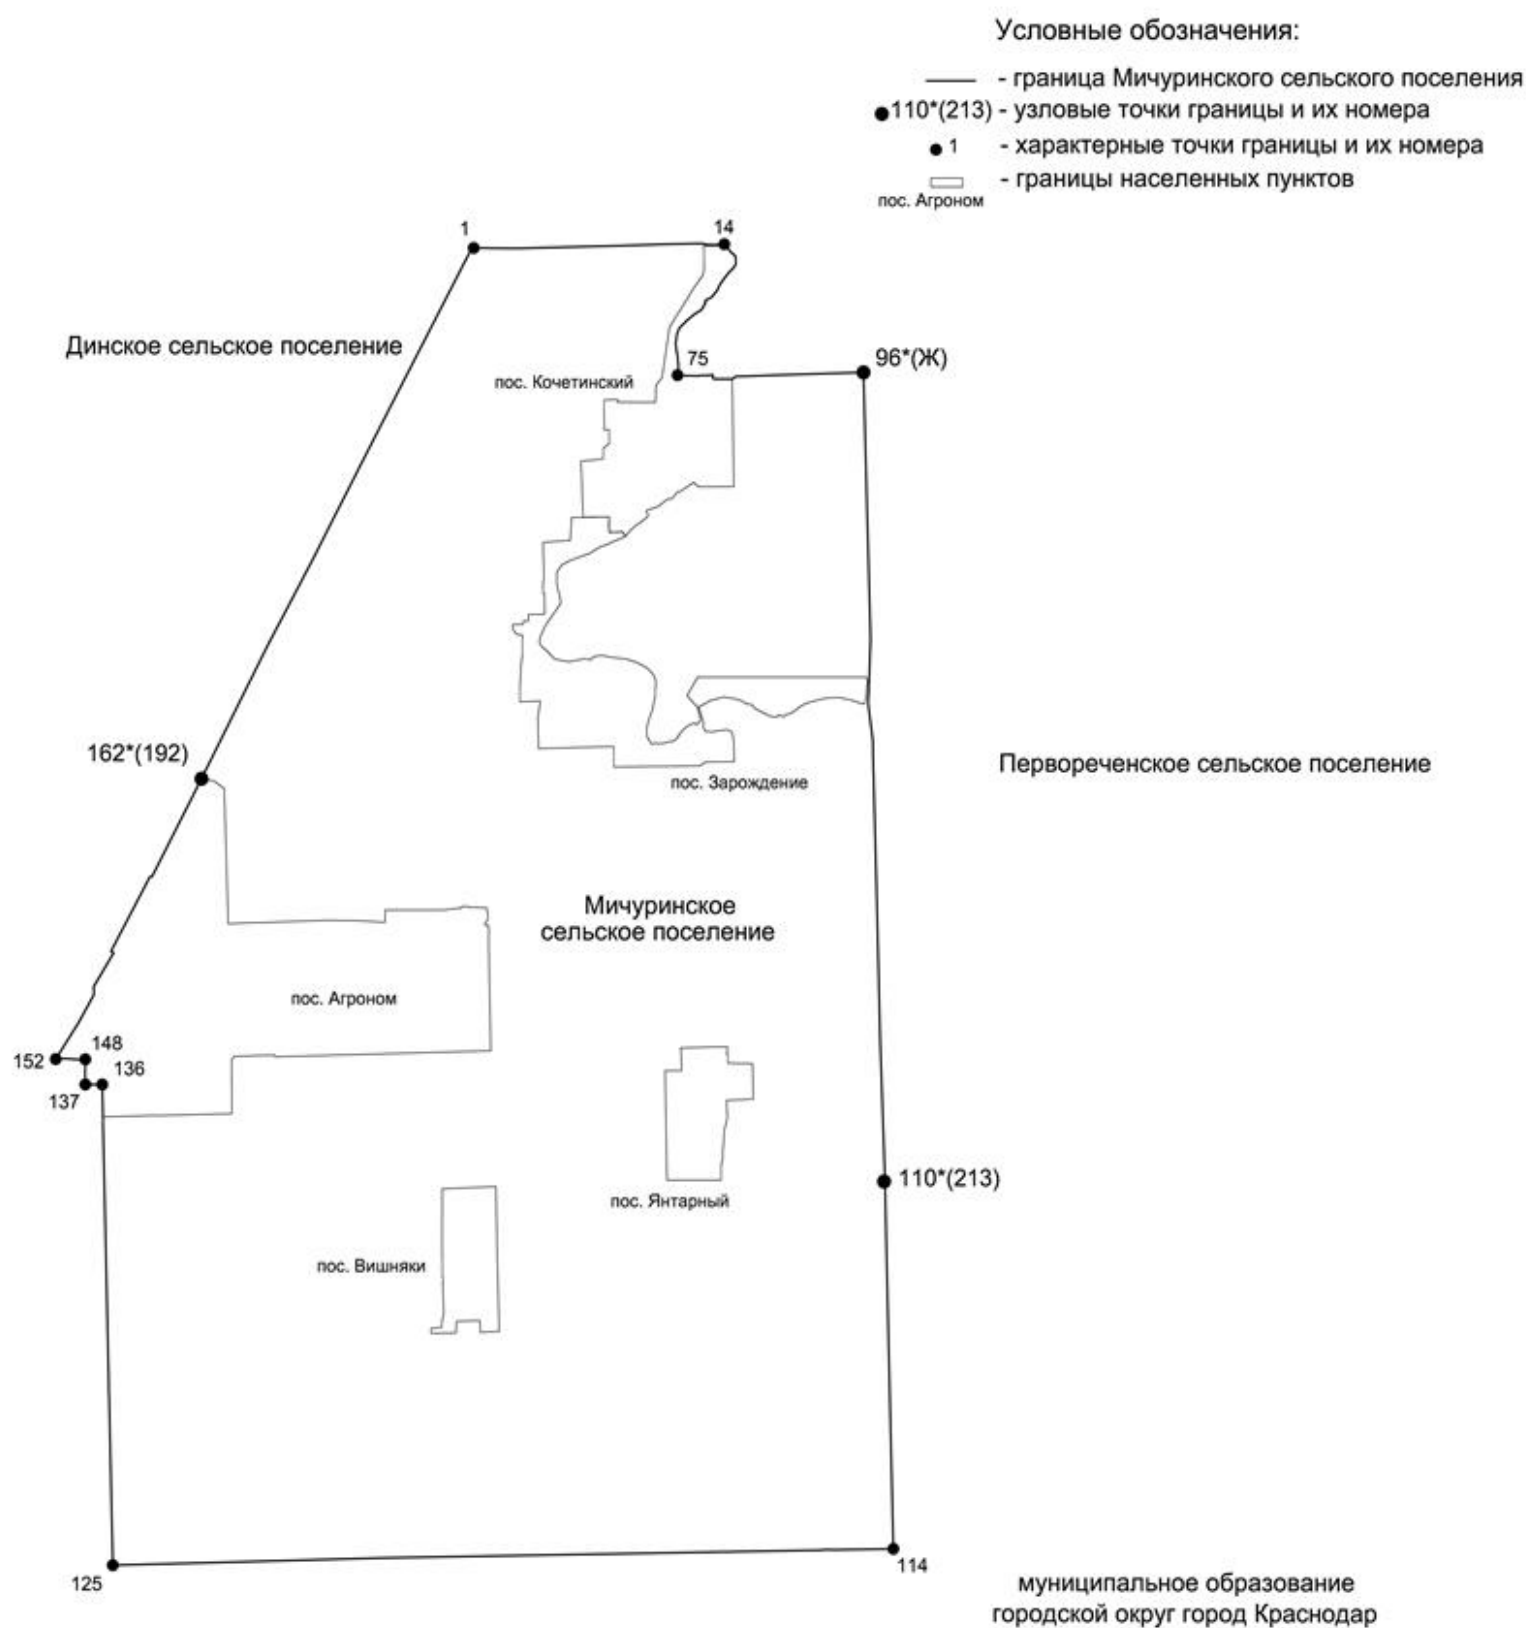 Условные обозначения:
- граница Мичуринского сельского поселения
110*(213) - узловые точки границы и их номера
1 - характерные точки границы и их номера
- границы населенных пунктов
пос. Агроном
1
14
Динское сельское поселение
75
96*(Ж)
пос. Кочетинский
162*(192)
Первореченское сельское поселение
пос. Зарождение
Мичуринское
сельское поселение
пос. Агроном
152
148
136
137
110*(213)
пос. Янтарный
пос. Вишняки
114
125
муниципальное образование
городской округ город Краснодар